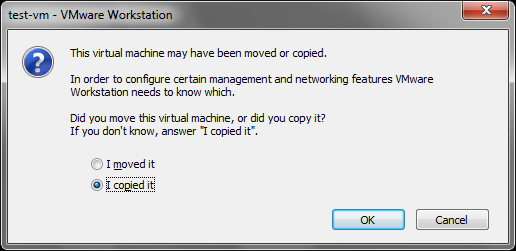 test-vm - VMware Workstation
This virtual machine may have been moved or copied.
In order to configure certain management and networking features VMware
Workstation needs to know which.
Did you move this virtual machine, or did you copy it?
If you don't know, answer "I copied it".
I moved it
I copied it
OK
Cancel